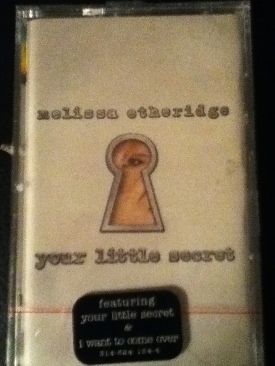 melissa etheridge
your little secret
featuring
your little secret
&
i want to come over